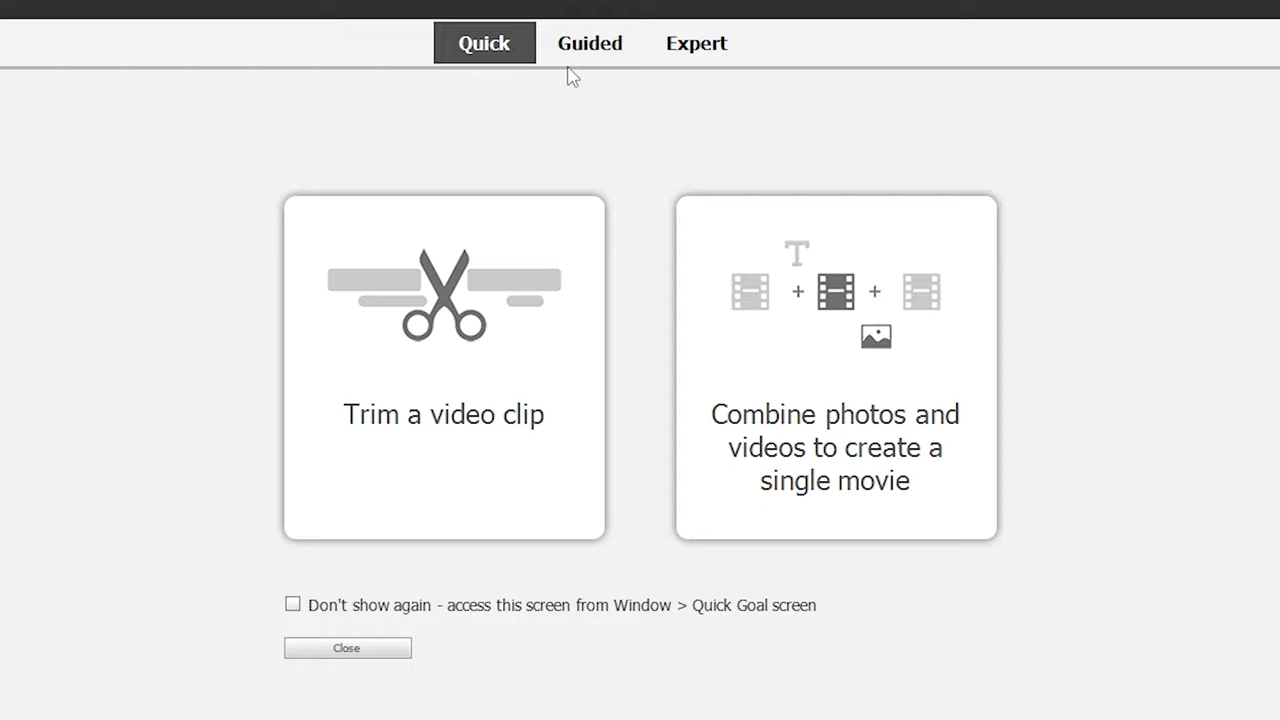 Quick Guided Expert
T
Trim a video clip
Combine photos and
videos to create a
single movie
Don't show again - access this screen from Window > Quick Goal screen
Close